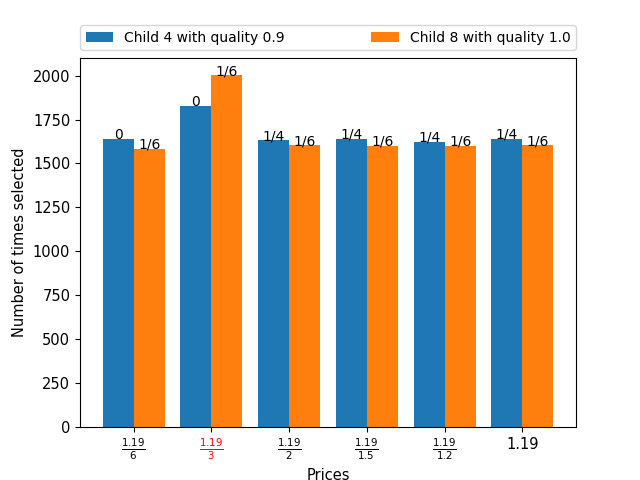 Child 4 with quality 0.9 Child 8 with quality 1.0
2000
1750
1500
1250
1000
750
500
250
0
Number of times selected
0 1/6 0 1/6 1/4 1/6 1/4 1/6 1/4 1/6 1/4 1/6
1.19/6 1.19/3 1.19/2 1.19/1.5 1.19/1.2 1.19
Prices